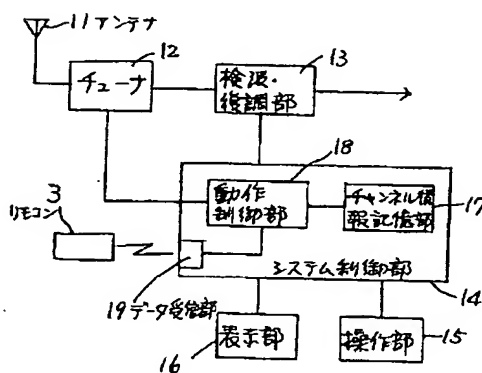 11 アンテナ
12
チューナ
13
検波・
復調部
18
動作
制御部
チャンネル情
報記憶部
17
3
リモコン
19 データ受信部
システム制御部
14
表示部
16
操作部
15